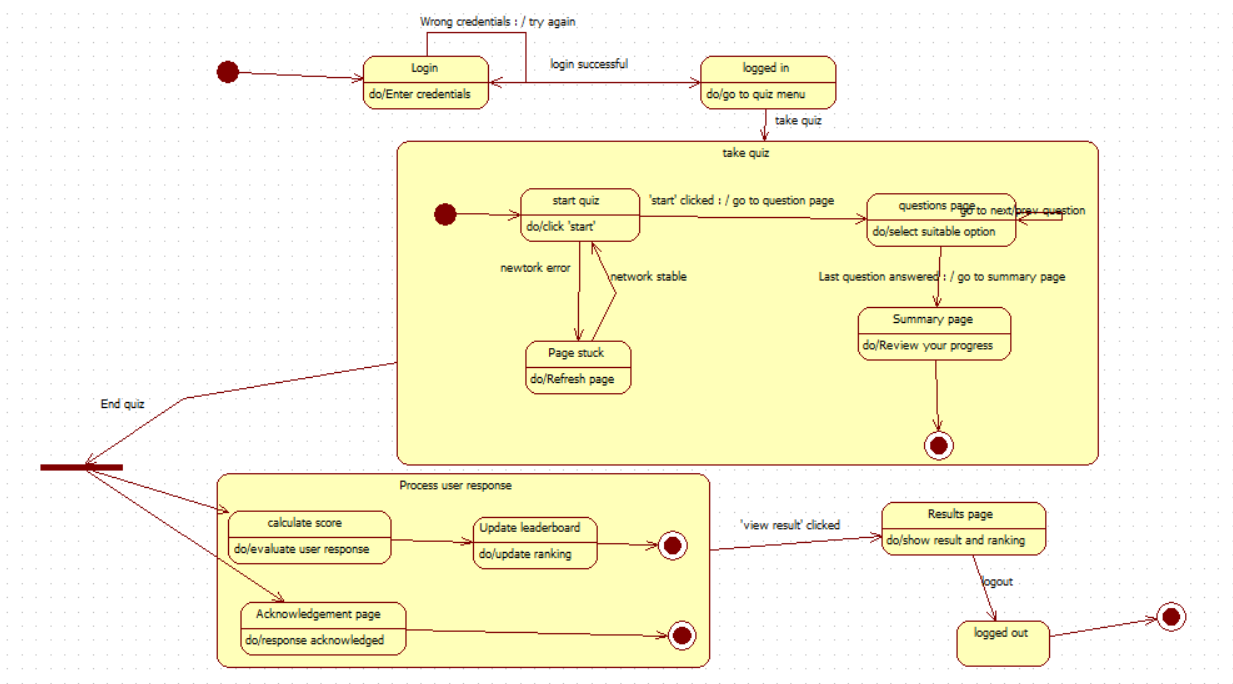 Wrong credentials : / try again
Login
do/Enter credentials
login successful
logged in
do/go to quiz menu
take quiz
take quiz
start quiz
do/click 'start'
'start' clicked : / go to question page
questions page
go to next/prev question
do/select suitable option
newtork error
network stable
Last question answered : / go to summary page
Summary page
do/Review your progress
Page stuck
do/Refresh page
End quiz
Process user response
calculate score
do/evaluate user response
Update leaderboard
do/update ranking
'view result' clicked
Results page
do/show result and ranking
logout
Acknowledgement page
do/response acknowledged
logged out